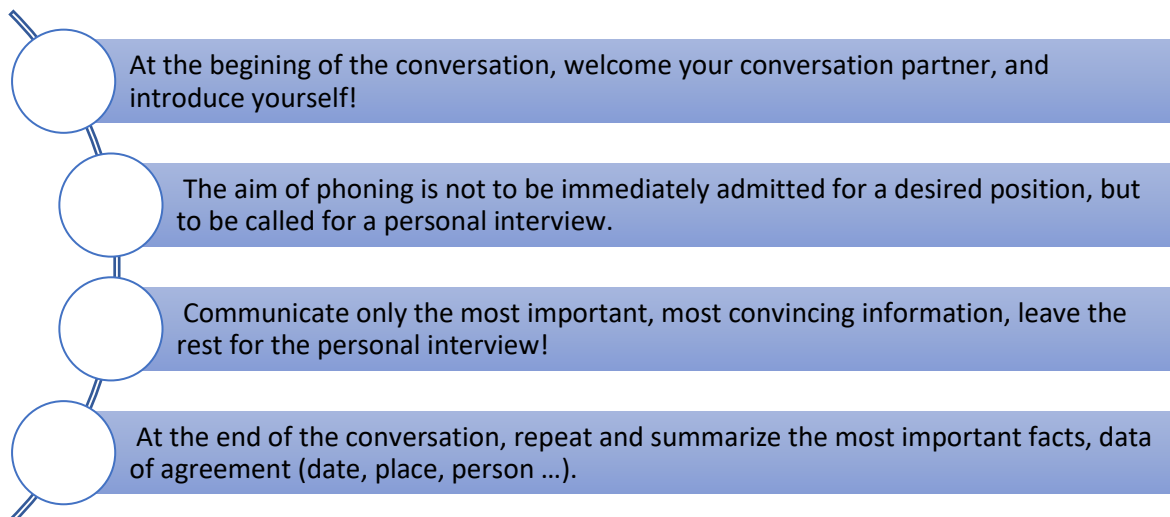 At the begining of the conversation, welcome your conversation partner, and
introduce yourself!
The aim of phoning is not to be immediately admitted for a desired position, but
to be called for a personal interview.
Communicate only the most important, most convincing information, leave the
rest for the personal interview!
At the end of the conversation, repeat and summarize the most important facts, data
of agreement (date, place, person ...).